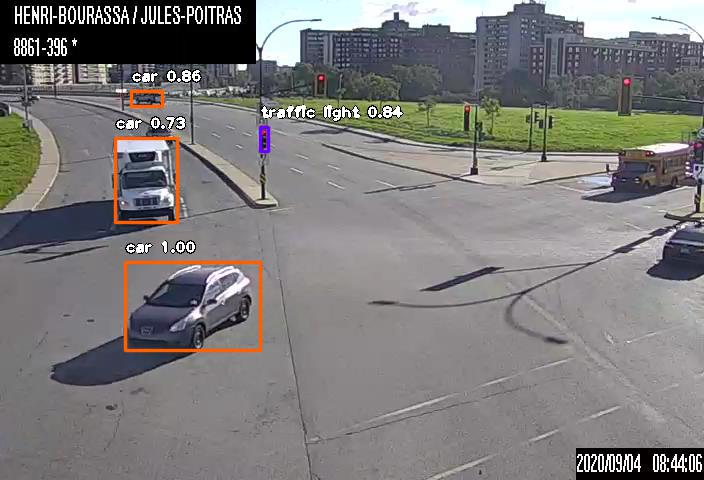 HENRI-BOURASSA / JULES-POITRAS
8861-396 *
car 0.86
traffic light 0.84
car 0.73
car 1.00
2020/09/04 08:44:06